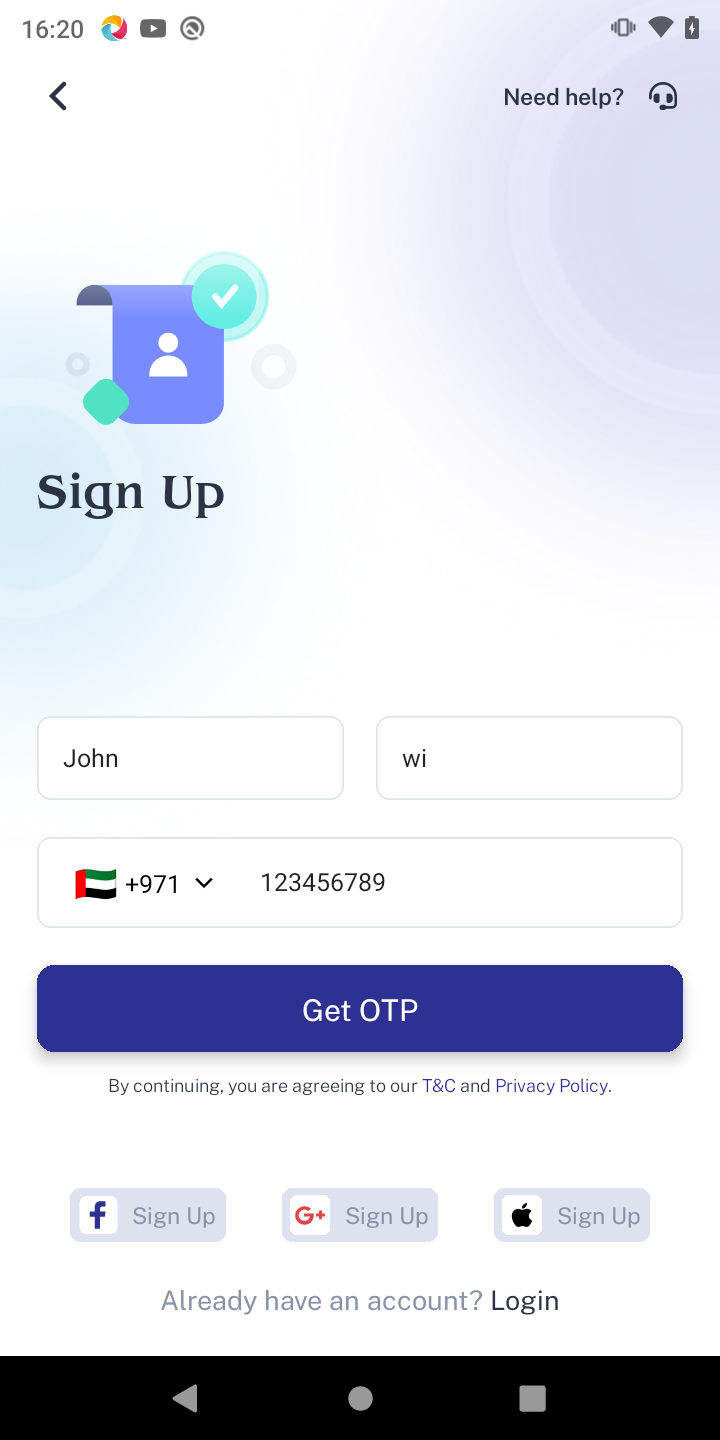 16:20
Need help?
Sign Up
John
wi
+971
123456789
Get OTP
By continuing, you are agreeing to our T&C and Privacy Policy.
Sign Up
G+ Sign Up
Sign Up
Already have an account? Login